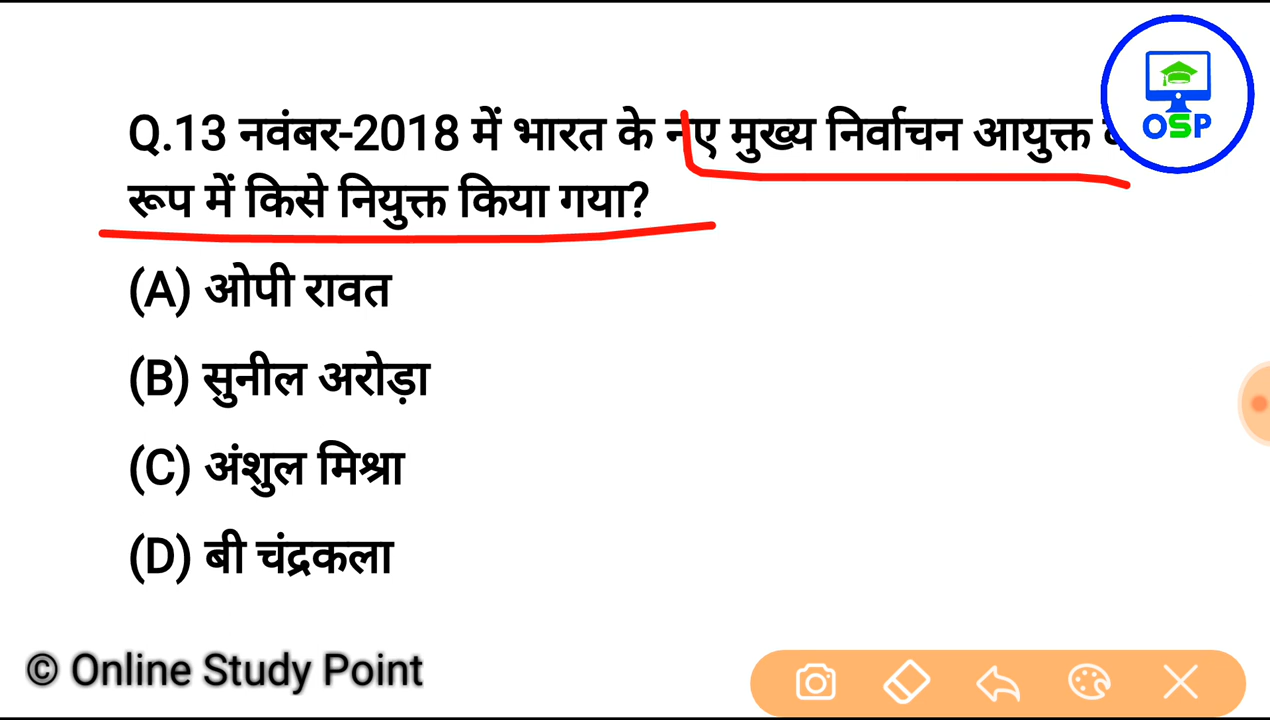 Q.13 नवंबर-2018 में भारत के नए मुख्य निर्वाचन आयुक्त
रूप में किसे नियुक्त किया गया?
(A) ओपी रावत
(B) सुनील अरोड़ा
(C) अंशुल मिश्रा
(D) बी चंद्रकला
© Online Study Point
OSP